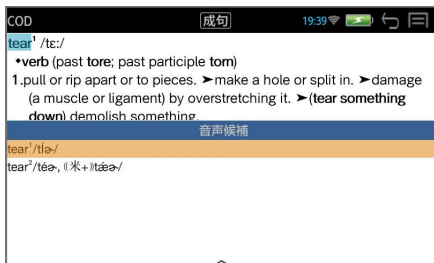 COD 成句 19:39
tear¹ /tɛː/
◆verb (past tore; past participle torn)
1.pull or rip apart or to pieces. ➤make a hole or split in. ➤damage
(a muscle or ligament) by overstretching it. ➤(tear something
down) demolish something.
音声候補
tear¹/tíɚ/
tear²/téɚ, 《米+》tǽɚ/